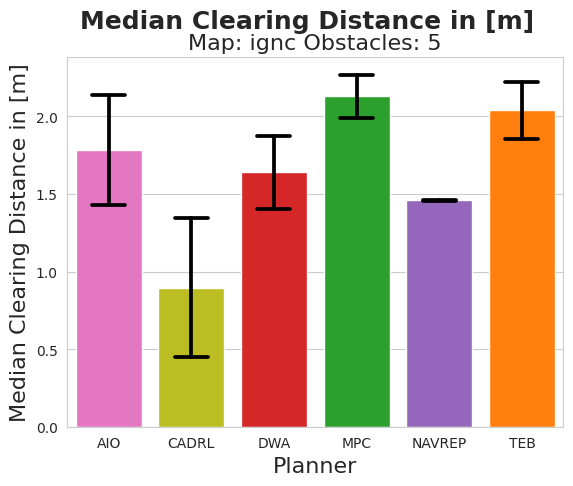 Median Clearing Distance in [m]
Map: ignc Obstacles: 5
Median Clearing Distance in [m]
2.0
1.5
1.0
0.5
0.0
AIO CADRL DWA MPC NAVREP TEB
Planner